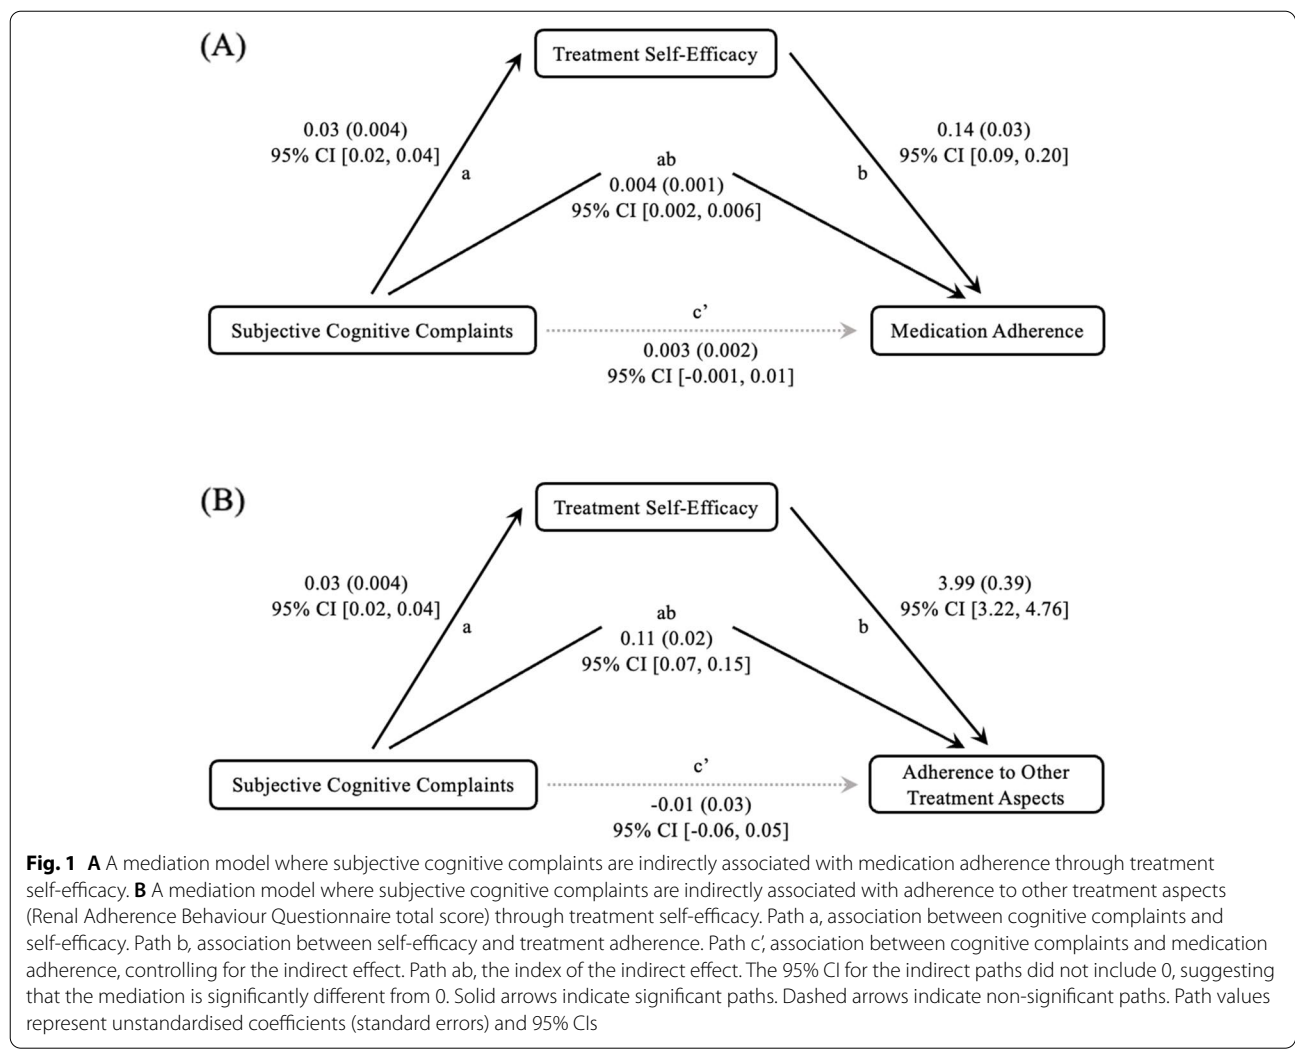 (A)
Treatment Self-Efficacy
0.03 (0.004)
95% CI [0.02, 0.04]
a
ab
0.004 (0.001)
95% CI [0.002, 0.006]
0.14 (0.03)
95% CI [0.09, 0.20]
b
Subjective Cognitive Complaints
c’
0.003 (0.002)
95% CI [-0.001, 0.01]
Medication Adherence
(B)
Treatment Self-Efficacy
0.03 (0.004)
95% CI [0.02, 0.04]
a
ab
0.11 (0.02)
95% CI [0.07, 0.15]
3.99 (0.39)
95% CI [3.22, 4.76]
b
Subjective Cognitive Complaints
c’
-0.01 (0.03)
95% CI [-0.06, 0.05]
Adherence to Other
Treatment Aspects
Fig. 1 A A mediation model where subjective cognitive complaints are indirectly associated with medication adherence through treatment
self-efficacy. B A mediation model where subjective cognitive complaints are indirectly associated with adherence to other treatment aspects
(Renal Adherence Behaviour Questionnaire total score) through treatment self-efficacy. Path a, association between cognitive complaints and
self-efficacy. Path b, association between self-efficacy and treatment adherence. Path c’, association between cognitive complaints and medication
adherence, controlling for the indirect effect. Path ab, the index of the indirect effect. The 95% CI for the indirect paths did not include 0, suggesting
that the mediation is significantly different from 0. Solid arrows indicate significant paths. Dashed arrows indicate non-significant paths. Path values
represent unstandardised coefficients (standard errors) and 95% CIs